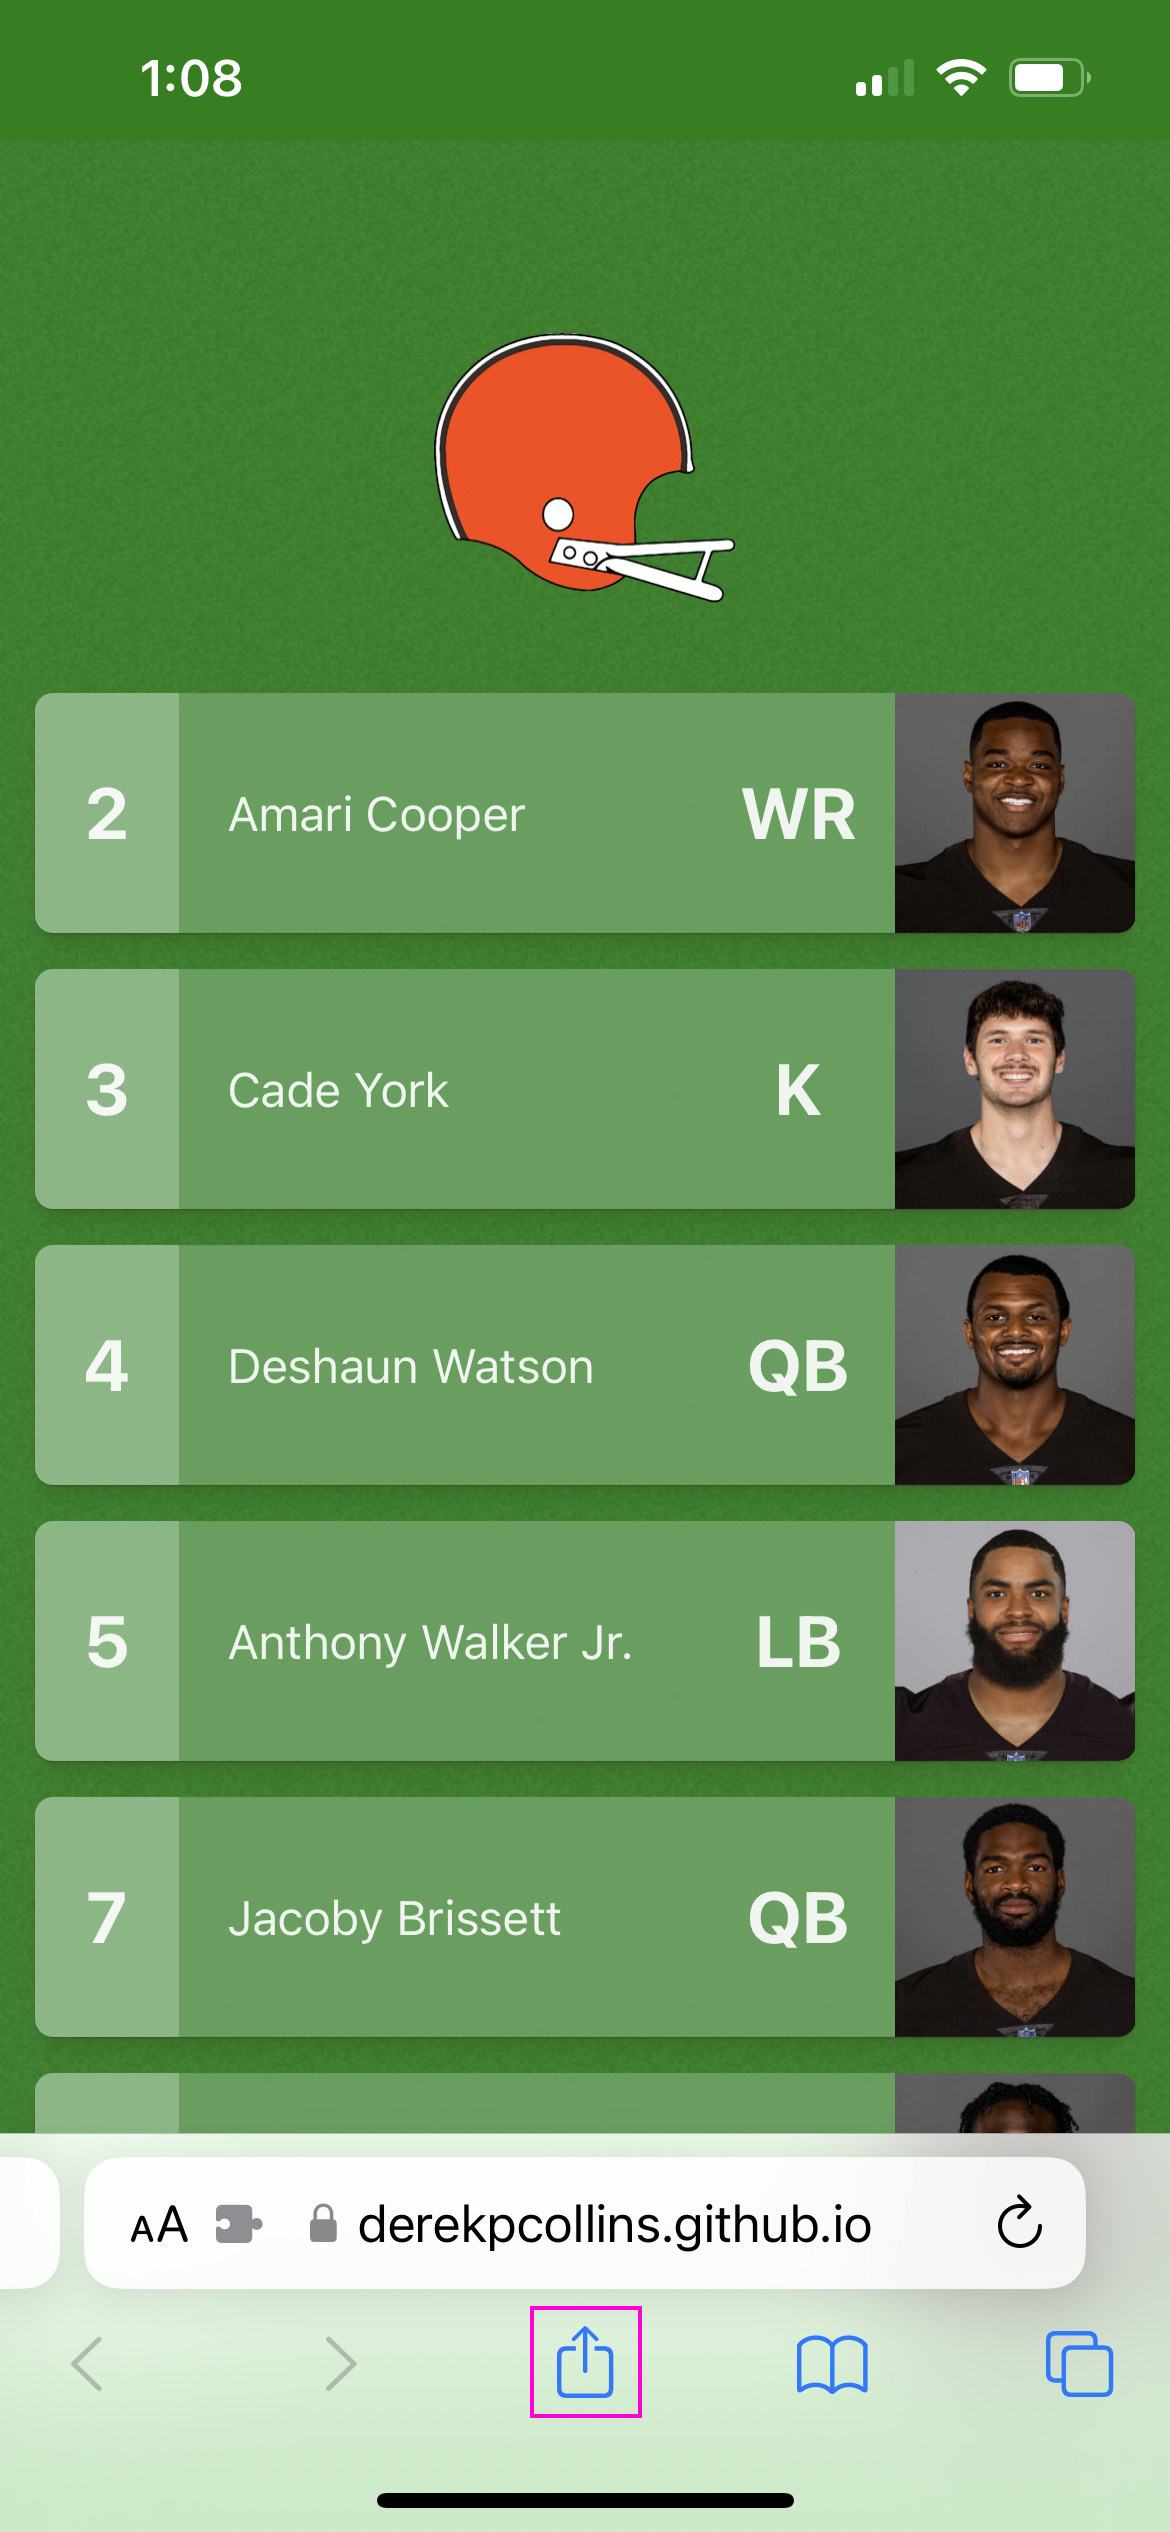 1:08
2 Amari Cooper WR
3 Cade York K
4 Deshaun Watson QB
5 Anthony Walker Jr. LB
7 Jacoby Brissett QB
AA derekpcollins.github.io